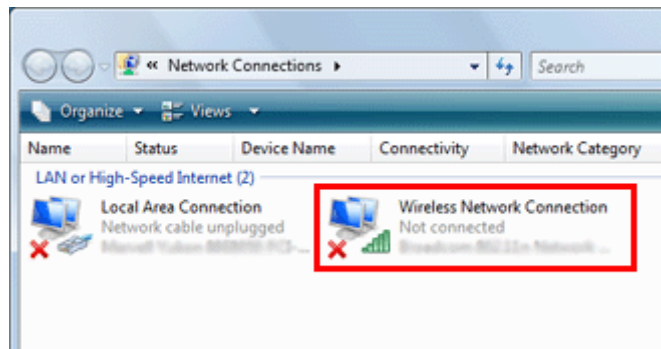 « Network Connections
Search
Organize Views
Name Status Device Name Connectivity Network Category
LAN or High-Speed Internet (2)
Local Area Connection
Network cable unplugged
Wireless Network Connection
Not connected